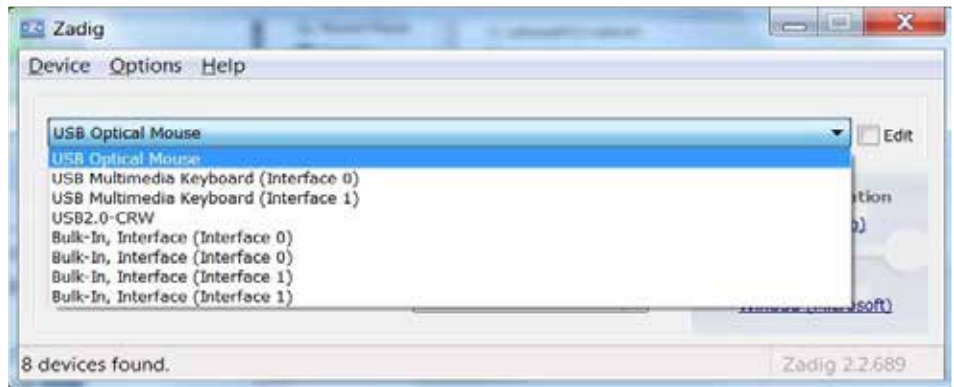 Zadig
Device Options Help
USB Optical Mouse
Edit
USB Optical Mouse
USB Multimedia Keyboard (Interface 0)
USB Multimedia Keyboard (Interface 1)
USB2.0-CRW
Bulk-In, Interface (Interface 0)
Bulk-In, Interface (Interface 0)
Bulk-In, Interface (Interface 1)
Bulk-In, Interface (Interface 1)
8 devices found.
Zadig 2.2.689